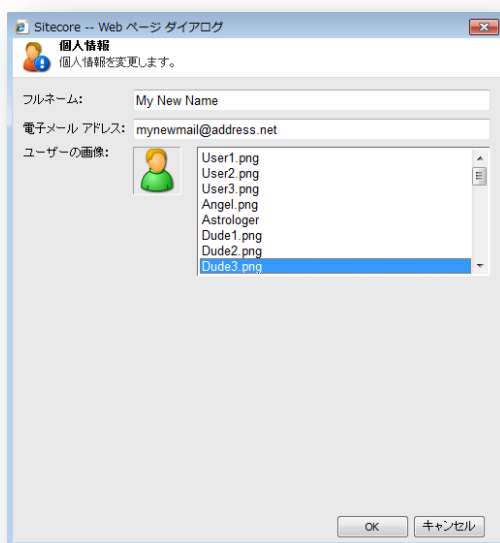 Sitecore -- Web ページ ダイアログ
個人情報
個人情報を変更します。
フルネーム: My New Name
電子メール アドレス: mynewmail@address.net
ユーザーの画像:
User1.png
User2.png
User3.png
Angel.png
Astrologer
Dude1.png
Dude2.png
Dude3.png
OK キャンセル